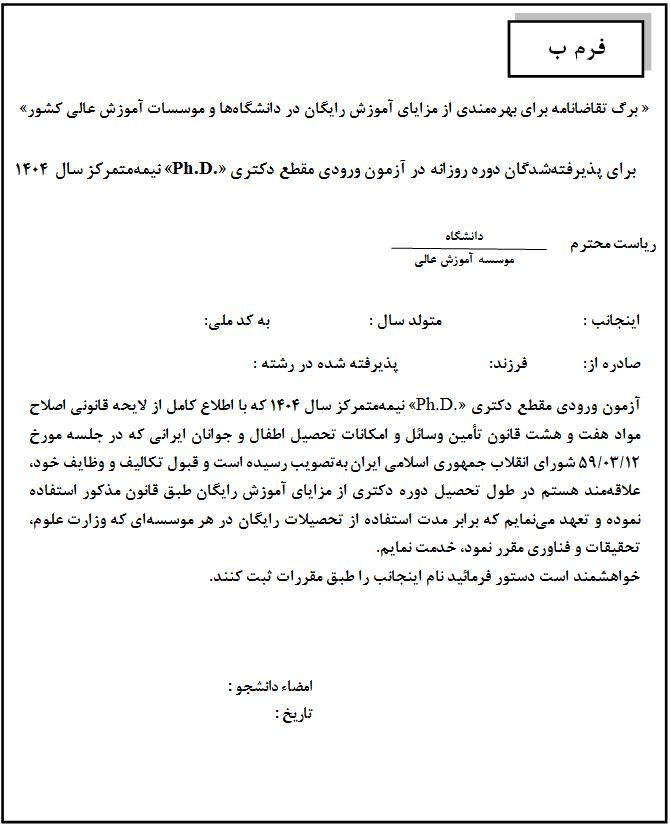 فرم ب
« برگ تقاضانامه برای بهره‌مندی از مزایای آموزش رایگان در دانشگاه‌ها و موسسات آموزش عالی کشور»
برای پذیرفته‌شدگان دوره روزانه در آزمون ورودی مقطع دکتری «Ph.D.» نیمه‌متمرکز سال ۱۴۰۴
ریاست محترم دانشگاه
موسسه آموزش عالی
اینجانب : متولد سال : به کد ملی:
صادره از: فرزند: پذیرفته شده در رشته :
آزمون ورودی مقطع دکتری «Ph.D.» نیمه‌متمرکز سال ۱۴۰۴ که با اطلاع کامل از لایحه قانونی اصلاح
مواد هفت و هشت قانون تأمین وسائل و امکانات تحصیل اطفال و جوانان ایرانی که در جلسه مورخ
۵۹/۰۳/۱۲ شورای انقلاب جمهوری اسلامی ایران به‌تصویب رسیده است و قبول تکالیف و وظایف خود،
علاقه‌مند هستم در طول تحصیل دوره دکتری از مزایای آموزش رایگان طبق قانون مذکور استفاده
نموده و تعهد می‌نمایم که برابر مدت استفاده از تحصیلات رایگان در هر موسسه‌ای که وزارت علوم،
تحقیقات و فناوری مقرر نمود، خدمت نمایم.
خواهشمند است دستور فرمائید نام اینجانب را طبق مقررات ثبت کنند.
امضاء دانشجو :
تاریخ :